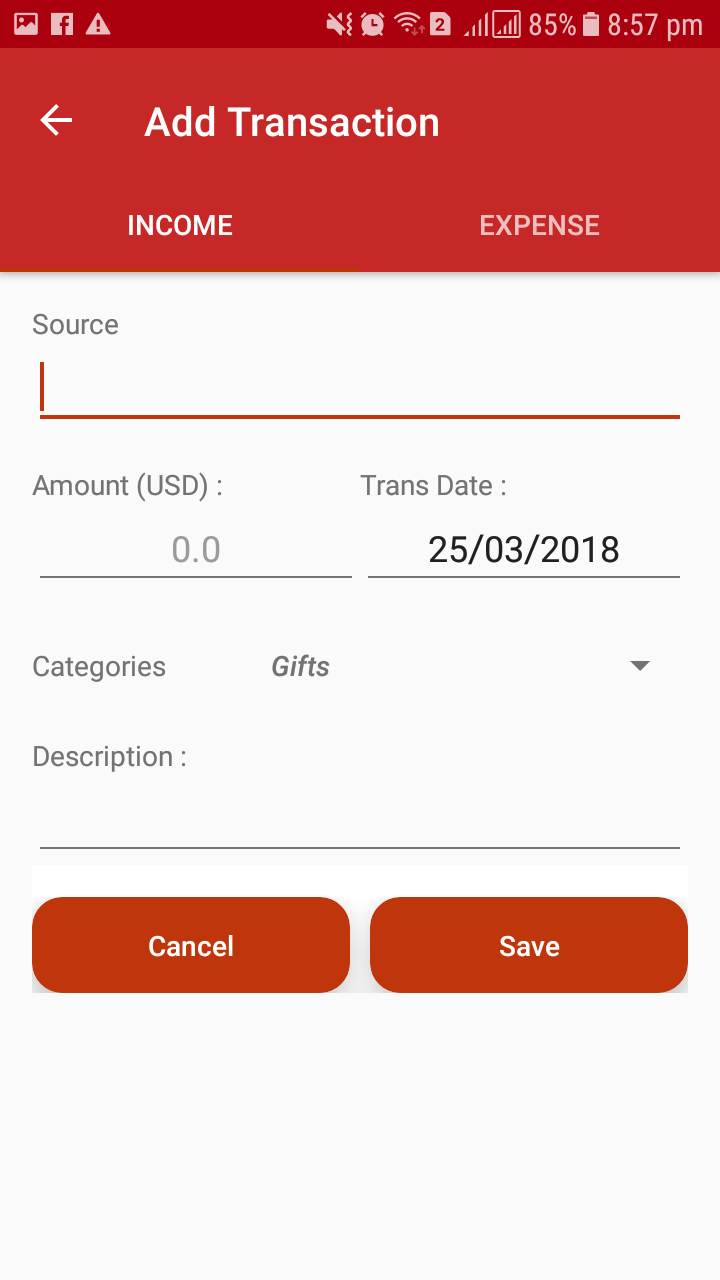 2 85% 8:57 pm
Add Transaction
INCOME EXPENSE
Source
Amount (USD) : Trans Date :
0.0 25/03/2018
Categories Gifts
Description :
Cancel Save